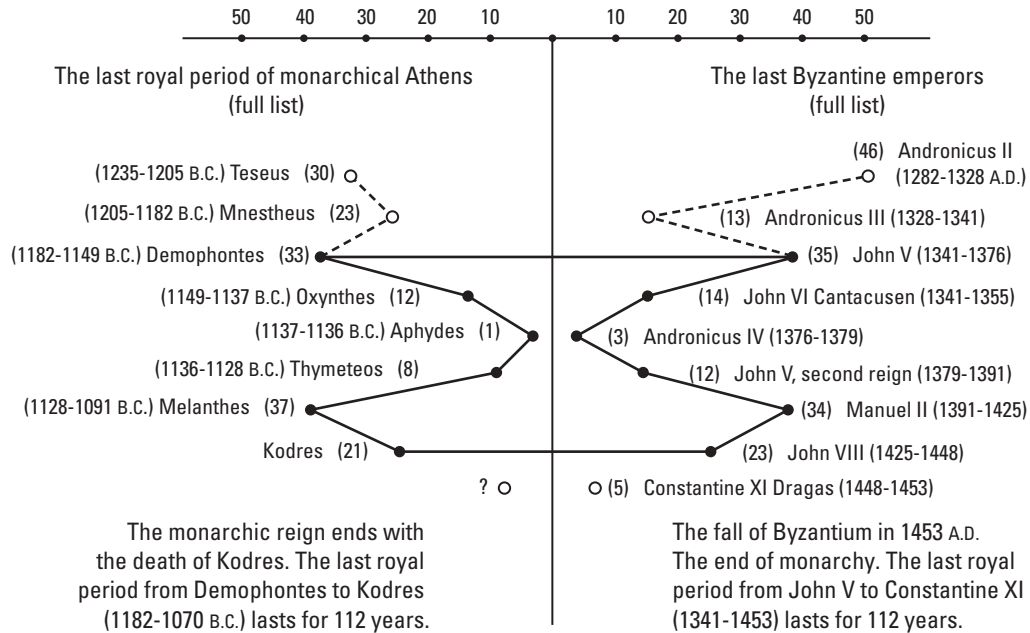 50 40 30 20 10 10 20 30 40 50
The last royal period of monarchical Athens
(full list)
The last Byzantine emperors
(full list)
(46) Andronicus II
(1235-1205 B.C.) Teseus (30)
(1282-1328 A.D.)
(1205-1182 B.C.) Mnestheus (23)
(13) Andronicus III (1328-1341)
(1182-1149 B.C.) Demophontes (33)
(35) John V (1341-1376)
(1149-1137 B.C.) Oxynthes (12)
(14) John VI Cantacusen (1341-1355)
(1137-1136 B.C.) Aphydes (1)
(3) Andronicus IV (1376-1379)
(1136-1128 B.C.) Thymeteos (8)
(12) John V, second reign (1379-1391)
(1128-1091 B.C.) Melanthes (37)
(34) Manuel II (1391-1425)
Kodres (21)
(23) John VIII (1425-1448)
?
(5) Constantine XI Dragas (1448-1453)
The monarchic reign ends with
the death of Kodres. The last royal
period from Demophontes to Kodres
(1182-1070 B.C.) lasts for 112 years.
The fall of Byzantium in 1453 A.D.
The end of monarchy. The last royal
period from John V to Constantine XI
(1341-1453) lasts for 112 years.